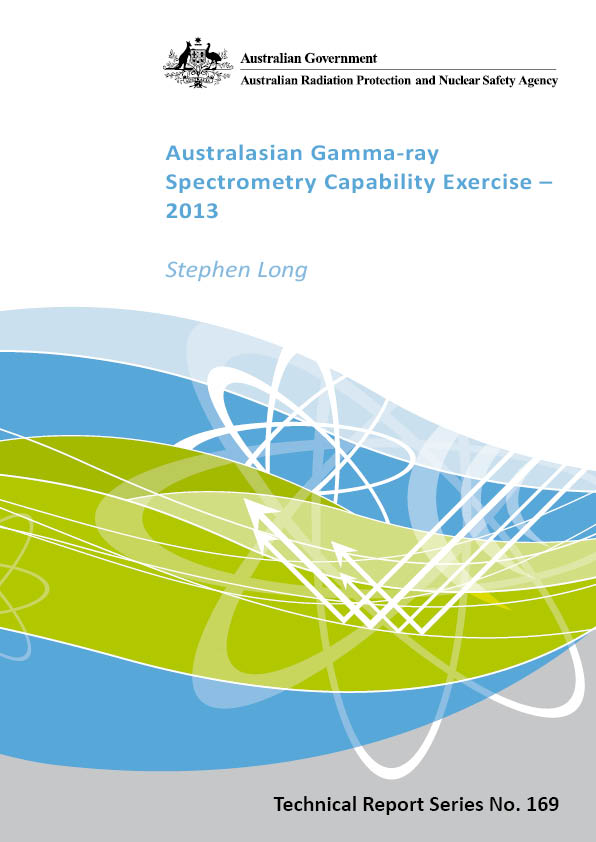 Australian Government
Australian Radiation Protection and Nuclear Safety Agency
Australasian Gamma-ray
Spectrometry Capability Exercise –
2013
Stephen Long
Technical Report Series No. 169